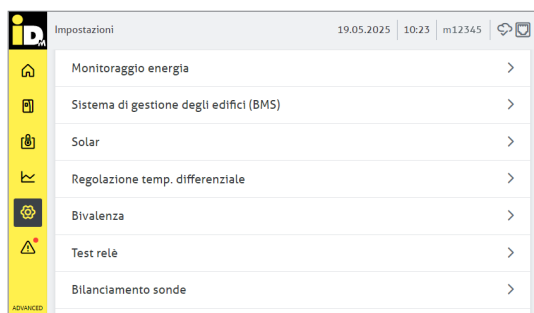 iDM
Impostazioni 19.05.2025 10:23 m12345
Monitoraggio energia
Sistema di gestione degli edifici (BMS)
Solar
Regolazione temp. differenziale
Bivalenza
Test relè
Bilanciamento sonde
ADVANCED